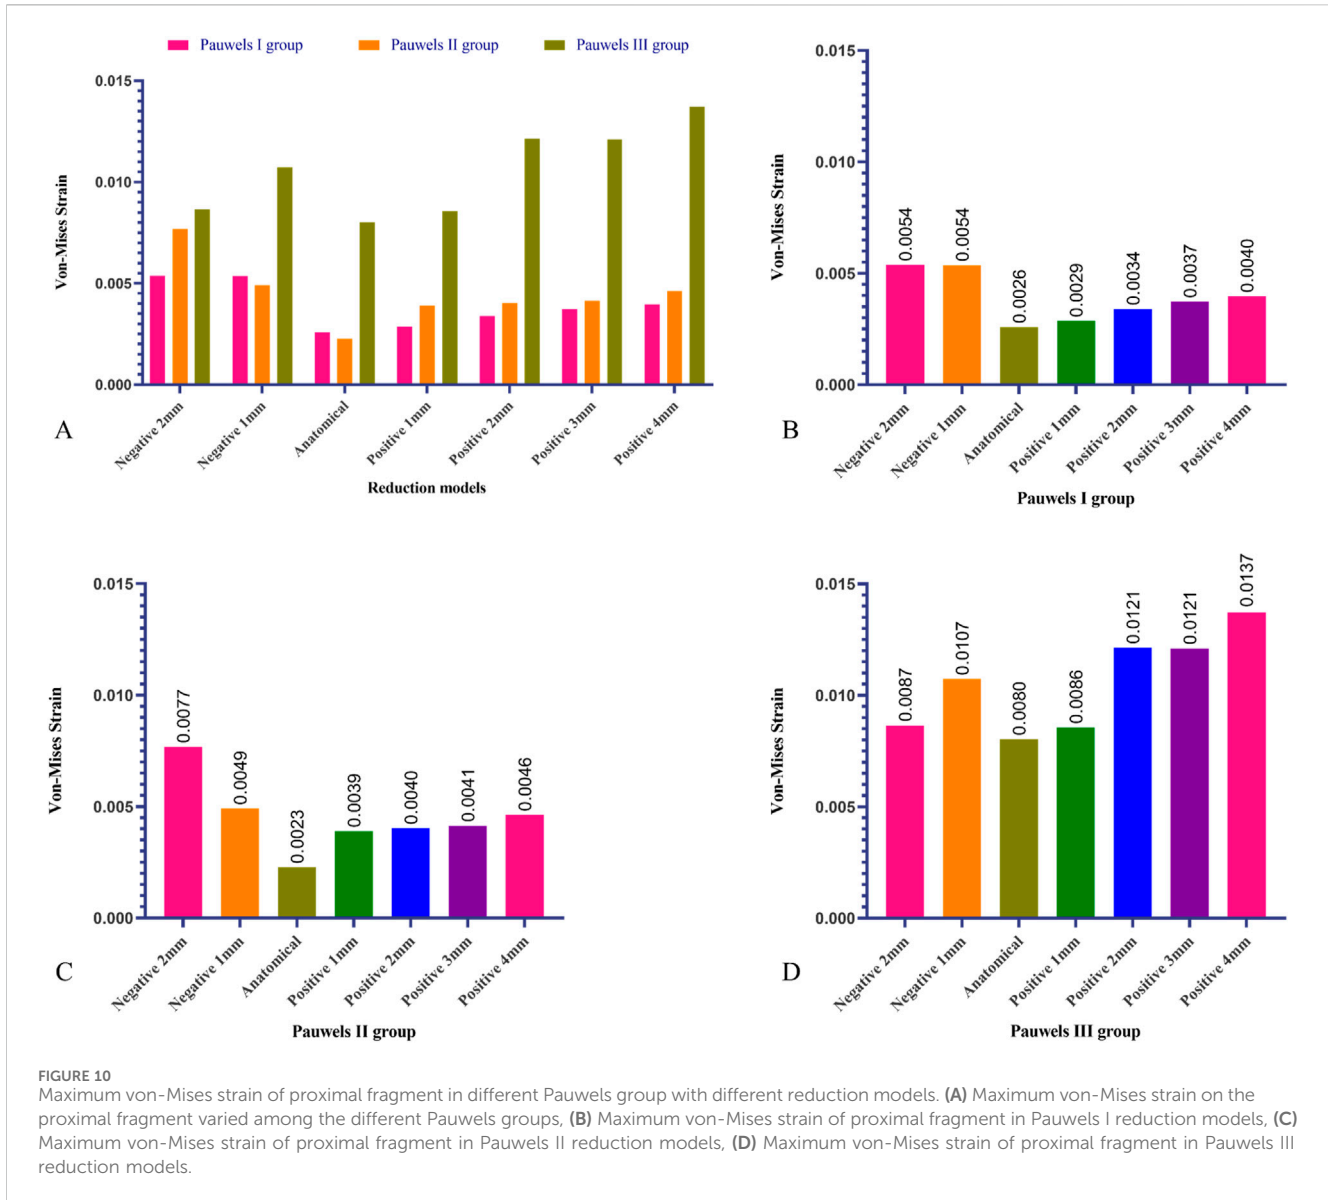 Pauwels I group Pauwels II group Pauwels III group
0.015
0.010
0.005
0.000
Von-Mises Strain
Negative 2mm
Negative 1mm
Anatomical
Positive 1mm
Positive 2mm
Positive 3mm
Positive 4mm
Reduction models
A
0.015
0.010
0.005
0.000
Von-Mises Strain
0.0054
0.0054
0.0026
0.0029
0.0034
0.0037
0.0040
Negative 2mm
Negative 1mm
Anatomical
Positive 1mm
Positive 2mm
Positive 3mm
Positive 4mm
Pauwels I group
B
0.015
0.010
0.005
0.000
Von-Mises Strain
0.0077
0.0049
0.0023
0.0039
0.0040
0.0041
0.0046
Negative 2mm
Negative 1mm
Anatomical
Positive 1mm
Positive 2mm
Positive 3mm
Positive 4mm
Pauwels II group
C
0.015
0.010
0.005
0.000
Von-Mises Strain
0.0087
0.0107
0.0080
0.0086
0.0121
0.0121
0.0137
Negative 2mm
Negative 1mm
Anatomical
Positive 1mm
Positive 2mm
Positive 3mm
Positive 4mm
Pauwels III group
D
FIGURE 10
Maximum von-Mises strain of proximal fragment in different Pauwels group with different reduction models. (A) Maximum von-Mises strain on the
proximal fragment varied among the different Pauwels groups, (B) Maximum von-Mises strain of proximal fragment in Pauwels I reduction models, (C)
Maximum von-Mises strain of proximal fragment in Pauwels II reduction models, (D) Maximum von-Mises strain of proximal fragment in Pauwels III
reduction models.